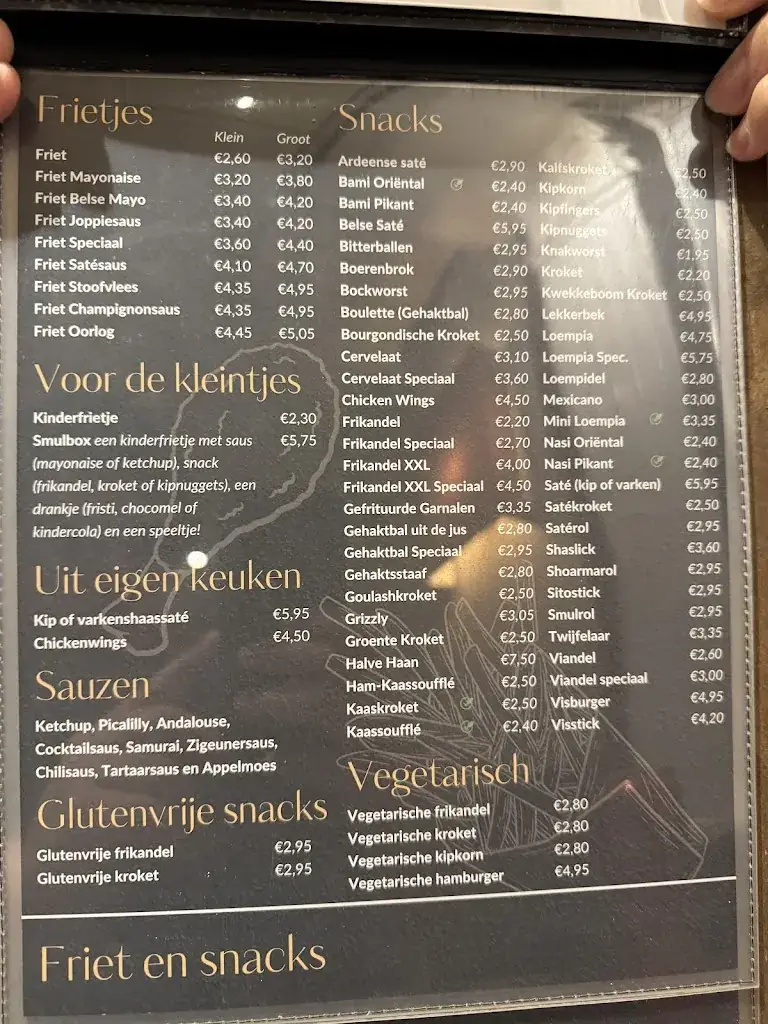 Frietjes
Klein Groot
Friet €2,60 €3,20
Friet Mayonaise €3,20 €3,80
Friet Belse Mayo €3,40 €4,20
Friet Joppiesaus €3,40 €4,20
Friet Speciaal €3,60 €4,40
Friet Satésaus €4,10 €4,70
Friet Stoofvlees €4,35 €4,95
Friet Champignonsaus €4,35 €4,95
Friet Oorlog €4,45 €5,05
Voor de kleintjes
Kinderfrietje €2,30
Smulbox een kinderfrietje met saus €5,75
(mayonaise of ketchup), snack
(frikandel, kroket of kipnuggets), een
drankje (fristi, chocomel of
kindercola) en een speeltje!
Uit eigen keuken
Kip of varkenshaassaté €5,95
Chickenwings €4,50
Sauzen
Ketchup, Picalilly, Andalouse,
Cocktailsaus, Samurai, Zigeunersaus,
Chilisaus, Tartaarsaus en Appelmoes
Glutenvrije snacks
Glutenvrije frikandel €2,95
Glutenvrije kroket €2,95
Snacks
Ardeense saté €2,90
Bami Oriëntal €2,40
Bami Pikant €2,40
Belse Saté €5,95
Bitterballen €2,95
Boerenbrok €2,90
Bockworst €2,95
Boulette (Gehaktbal) €2,80
Bourgondische Kroket €2,50
Cervelaat €3,10
Cervelaat Speciaal €3,60
Chicken Wings €4,50
Frikandel €2,20
Frikandel Speciaal €2,70
Frikandel XXL €4,00
Frikandel XXL Speciaal €4,50
Gefrituurde Garnalen €3,35
Gehaktbal uit de jus €2,80
Gehaktbal Speciaal €2,95
Gehaktsstaaf €2,80
Goulashkroket €2,50
Grizzly €3,05
Groente Kroket €2,50
Halve Haan €7,50
Ham-Kaassoufflé €2,50
Kaaskroket €2,50
Kaassoufflé €2,40
Kalfskroket €2,50
Kipkorn €2,40
Kipfingers €2,50
Kipnuggets €2,50
Knakworst €1,95
Kroket €2,20
Kwekkeboom Kroket €2,50
Lekkerbek €4,95
Loempia €4,75
Loempia Spec. €5,75
Loempidel €2,80
Mexicano €3,00
Mini Loempia €3,35
Nasi Oriëntal €2,40
Nasi Pikant €2,40
Saté (kip of varken) €5,95
Satékroket €2,50
Satérol €2,95
Shaslick €3,60
Shoarmarol €2,95
Sitostick €2,95
Smulrol €2,95
Twijfelaar €3,35
Viandel €2,60
Viandel speciaal €3,00
Visburger €4,95
Visstick €4,20
Vegetarisch
Vegetarische frikandel €2,80
Vegetarische kroket €2,80
Vegetarische kipkorn €2,80
Vegetarische hamburger €4,95
Friet en snacks